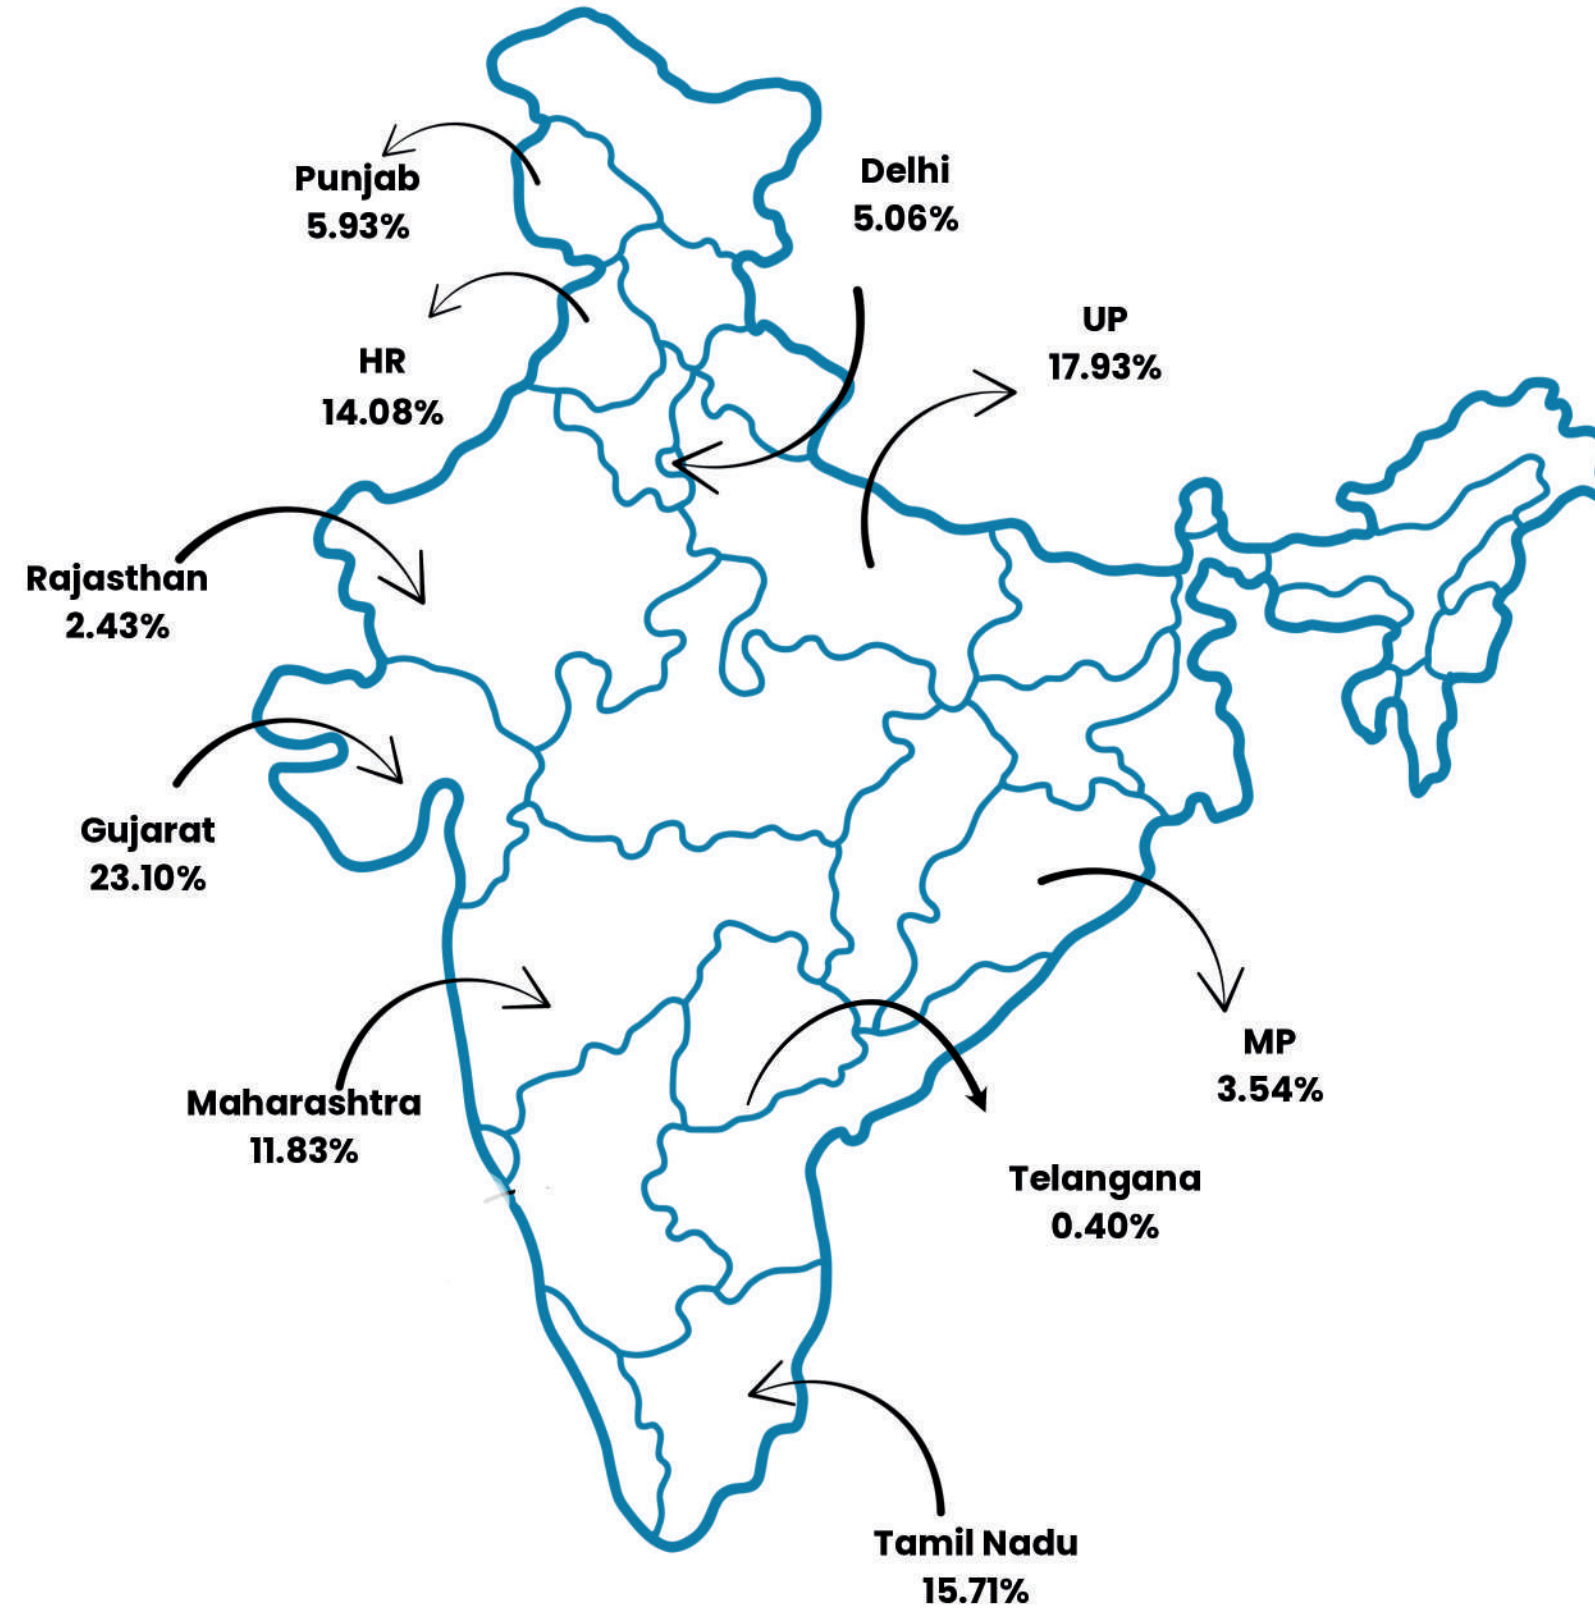 Punjab
5.93%
Delhi
5.06%
HR
14.08%
UP
17.93%
Rajasthan
2.43%
Gujarat
23.10%
Maharashtra
11.83%
MP
3.54%
Telangana
0.40%
Tamil Nadu
15.71%